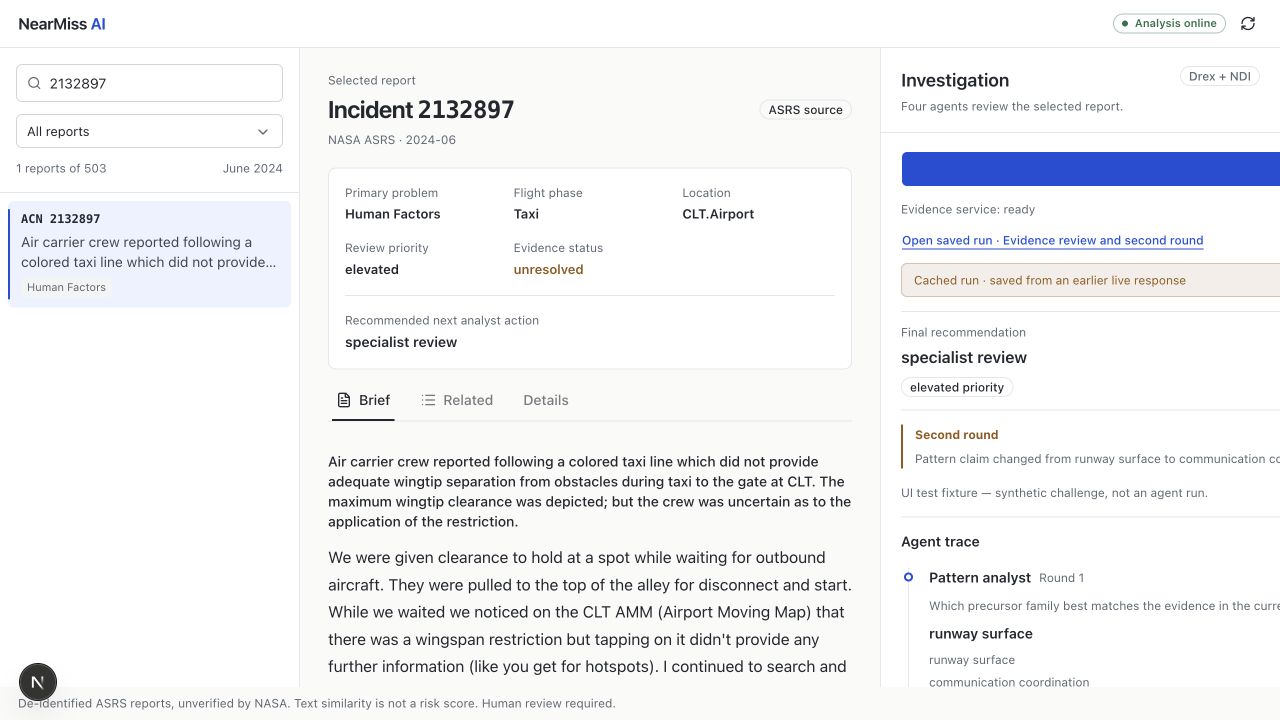 NearMiss AI
Analysis online
2132897
All reports
1 reports of 503
June 2024
ACN 2132897
Air carrier crew reported following a
colored taxi line which did not provide...
Human Factors
Selected report
Incident 2132897
ASRS source
NASA ASRS · 2024-06
Primary problem
Human Factors
Flight phase
Taxi
Location
CLT.Airport
Review priority
elevated
Evidence status
unresolved
Recommended next analyst action
specialist review
Brief
Related
Details
Air carrier crew reported following a colored taxi line which did not provide
adequate wingtip separation from obstacles during taxi to the gate at CLT. The
maximum wingtip clearance was depicted; but the crew was uncertain as to the
application of the restriction.
We were given clearance to hold at a spot while waiting for outbound
aircraft. They were pulled to the top of the alley for disconnect and start.
While we waited we noticed on the CLT AMM (Airport Moving Map) that
there was a wingspan restriction but tapping on it didn't provide any
further information (like you get for hotspots). I continued to search and
Investigation
Drex + NDI
Four agents review the selected report.
Evidence service: ready
Open saved run · Evidence review and second round
Cached run · saved from an earlier live response
Final recommendation
specialist review
elevated priority
Second round
Pattern claim changed from runway surface to communication co
UI test fixture — synthetic challenge, not an agent run.
Agent trace
Pattern analyst Round 1
Which precursor family best matches the evidence in the curre
runway surface
runway surface
communication coordination
N
De-identified ASRS reports, unverified by NASA. Text similarity is not a risk score. Human review required.